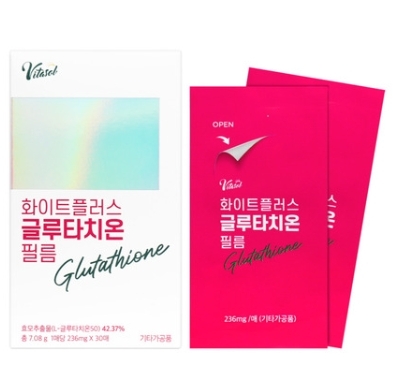 Vitasol
화이트플러스
글루타치온
필름
Glutathione
효모추출물(L-글루타치온50) 42.37%
총 7.08 g 1매당 236mg X 30매
기타가공품
OPEN
Vitasol
화이트플러스
글루타치온
필름
Glutathione
236mg /매 (기타가공품)